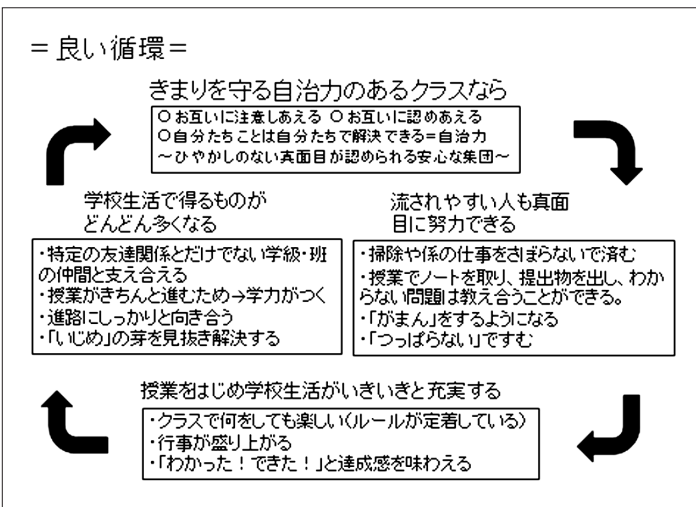 ＝良い循環＝
きまりを守る自治力のあるクラスなら
○お互いに注意しあえる ○お互いに認めあえる
○自分たちことは自分たちで解決できる＝自治力
～ひやかしのない真面目が認められる安心な集団～
流されやすい人も真面
目に努力できる
・掃除や係の仕事をさぼらないで済む
・授業でノートを取り、提出物を出し、わか
らない問題は教え合うことができる。
・「がまん」をするようになる
・「つっぱらない」ですむ
授業をはじめ学校生活がいきいきと充実する
・クラスで何をしても楽しい（ルールが定着している）
・行事が盛り上がる
・「わかった！できた！」と達成感を味わえる
学校生活で得るものが
どんどん多くなる
・特定の友達関係とだけでない学級・班
の仲間と支え合える
・授業がきちんと進むため→学力がつく
・進路にしっかりと向き合う
・「いじめ」の芽を見抜き解決する